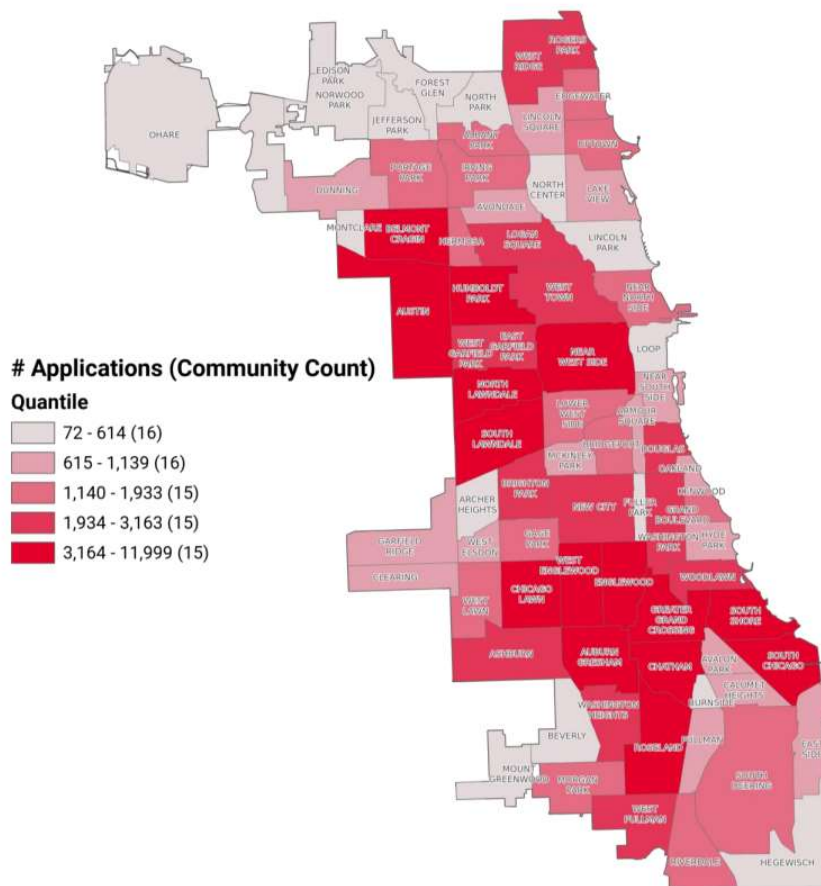 ROGERS
PARK
WEST
RIDGE
EDISON
PARK
FOREST
GLEN
NORWOOD
PARK
NORTH
PARK
EDGEWATER
JEFFERSON
PARK
LINCOLN
SQUARE
OHARE
ALBANY
PARK
UPTOWN
PORTAGE
PARK
IRVING
PARK
DUNNING
NORTH
CENTER
LAKE
VIEW
AVONDALE
MONTCLARE
BELMONT
CRAGIN
HERMOSA
LOGAN
SQUARE
LINCOLN
PARK
HUMBOLDT
PARK
WEST
TOWN
NEAR
NORTH
SIDE
AUSTIN
WEST
GARFIELD
PARK
EAST
GARFIELD
PARK
NEAR
WEST SIDE
LOOP
# Applications (Community Count)
Quantile
72 - 614 (16)
615 - 1,139 (16)
1,140 - 1,933 (15)
1,934 - 3,163 (15)
3,164 - 11,999 (15)
NORTH
LAWNDALE
NEAR
SOUTH
SIDE
LOWER
WEST
SIDE
ARMOUR
SQUARE
SOUTH
LAWNDALE
BRIDGEPORT
DOUGLAS
MCKINLEY
PARK
OAKLAND
BRIGHTON
PARK
ARCHER
HEIGHTS
NEW CITY
FULLER
PARK
KENWOOD
GRAND
BOULEVARD
GARFIELD
RIDGE
WEST
ELSDON
GAGE
PARK
WASHINGTON
PARK
HYDE
PARK
CLEARING
WEST
ENGLEWOOD
ENGLEWOOD
WOODLAWN
WEST
LAWN
CHICAGO
LAWN
GREATER
GRAND
CROSSING
SOUTH
SHORE
ASHBURN
AUBURN
GRESHAM
CHATHAM
AVALON
PARK
SOUTH
CHICAGO
CALUMET
HEIGHTS
BURNSIDE
WASHINGTON
HEIGHTS
BEVERLY
ROSELAND
PULLMAN
EAST
SIDE
MOUNT
GREENWOOD
MORGAN
PARK
SOUTH
DEERING
WEST
PULLMAN
RIVERDALE
HEGEWISCH